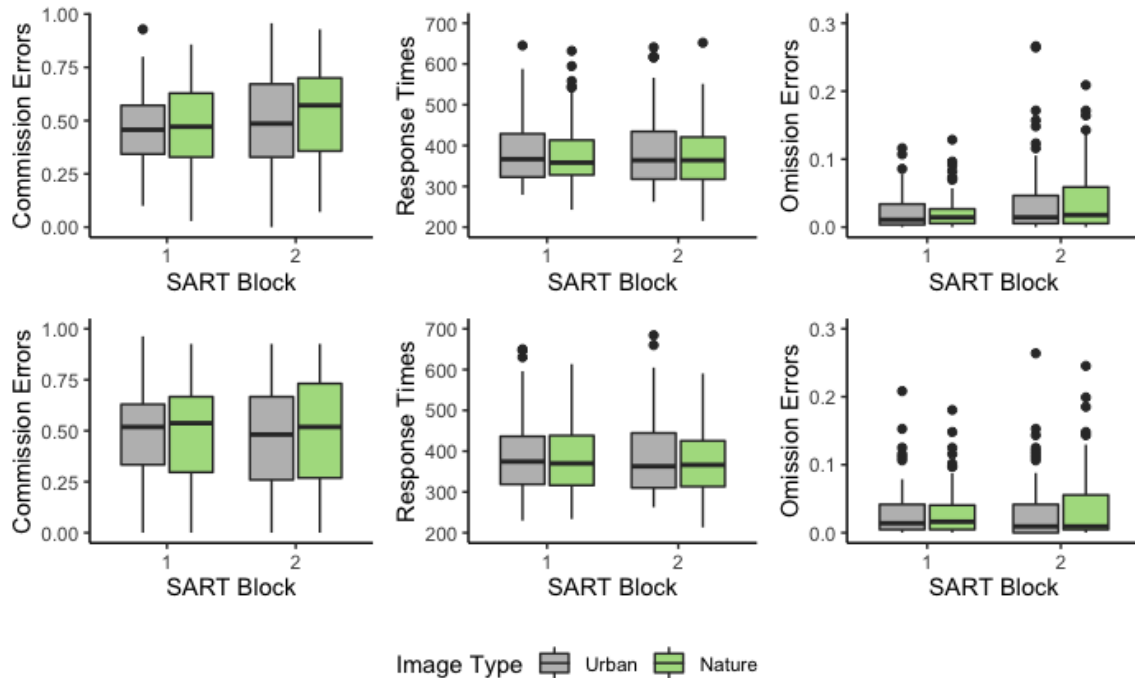 Commission Errors
1.00
0.75
0.50
0.25
0.00
1 2
SART Block
Response Times
700
600
500
400
300
200
1 2
SART Block
Omission Errors
0.3
0.2
0.1
0.0
1 2
SART Block
Commission Errors
1.00
0.75
0.50
0.25
0.00
1 2
SART Block
Response Times
700
600
500
400
300
200
1 2
SART Block
Omission Errors
0.3
0.2
0.1
0.0
1 2
SART Block
Image Type Urban Nature